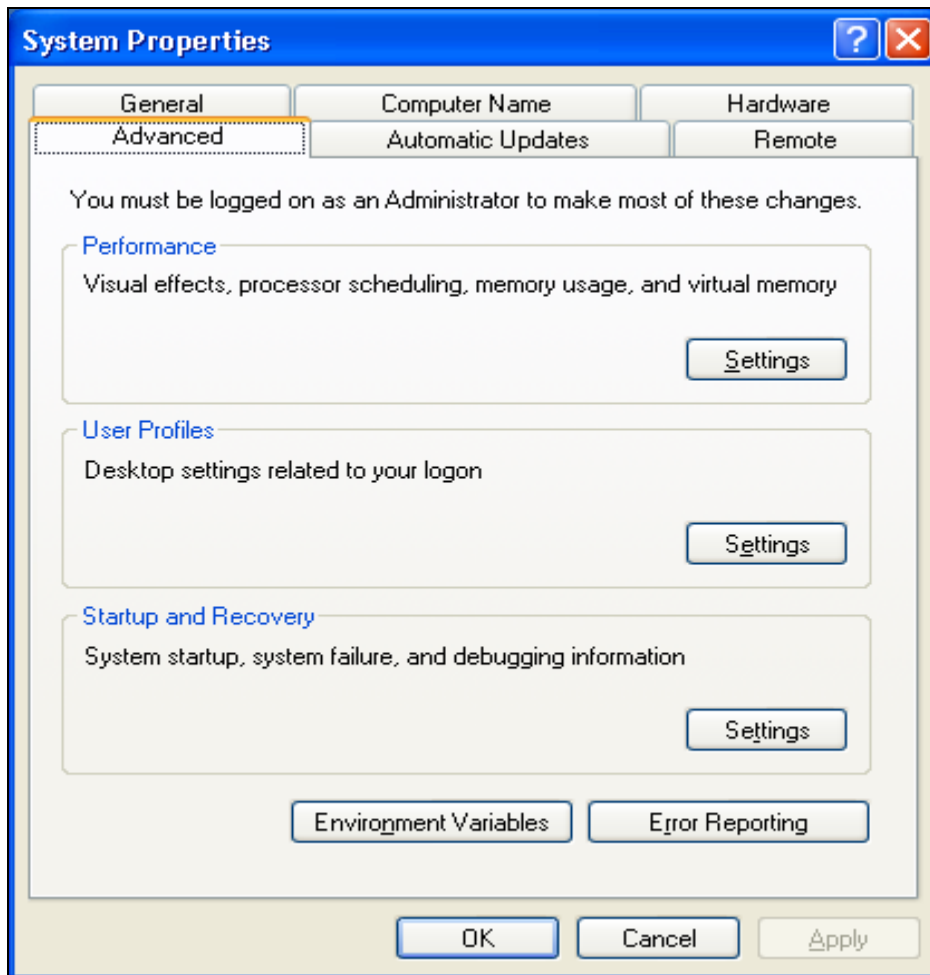 System Properties
General Computer Name Hardware
Advanced Automatic Updates Remote
You must be logged on as an Administrator to make most of these changes.
Performance
Visual effects, processor scheduling, memory usage, and virtual memory
Settings
User Profiles
Desktop settings related to your logon
Settings
Startup and Recovery
System startup, system failure, and debugging information
Settings
Environment Variables Error Reporting
OK Cancel Apply